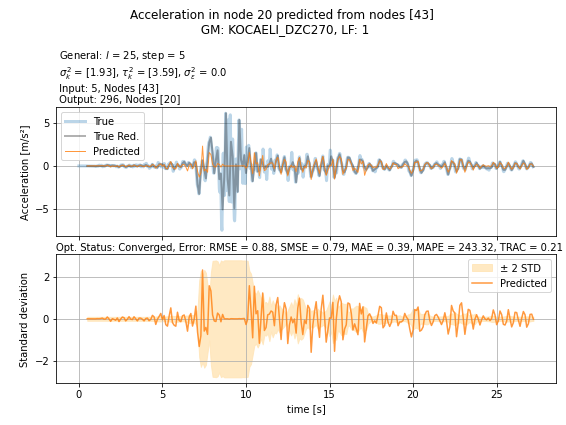 Acceleration in node 20 predicted from nodes [43]
GM: KOCAELI_DZC270, LF: 1
General: l = 25, step = 5
σ²ₖ = [1.93], τ²ₖ = [3.59], σ²ε = 0.0
Input: 5, Nodes [43]
Output: 296, Nodes [20]
True
True Red.
Predicted
5
0
−5
Acceleration [m/s²]
Opt. Status: Converged, Error: RMSE = 0.88, SMSE = 0.79, MAE = 0.39, MAPE = 243.32, TRAC = 0.21
± 2 STD
Predicted
2
0
−2
Standard deviation
0 5 10 15 20 25
time [s]